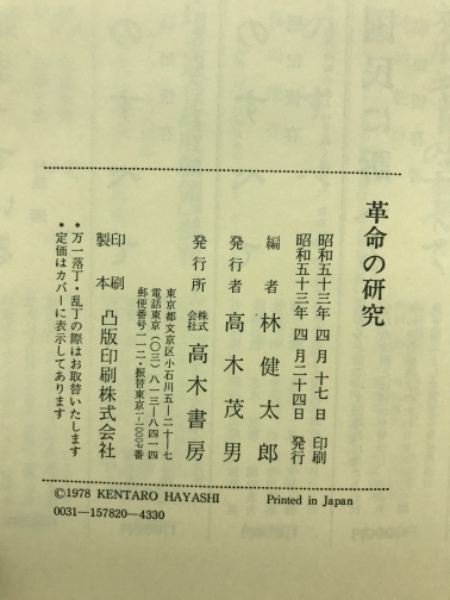 革命の研究
昭和五十三年 四月 十七日 印刷
昭和五十三年 四月二十四日 発行
編者 林健太郎
発行者 高木茂男
発行所 株式会社 高木書房
東京都文京区小石川五—二十—七
電話東京(〇三)八一三—八四一四
郵便番号一一二・振替東京一-二〇〇七番
印刷
製本 凸版印刷株式会社
•万一落丁・乱丁の際はお取替いたします
•定価はカバーに表示してあります
©1978 KENTARO HAYASHI Printed in Japan
0031—157820—4330